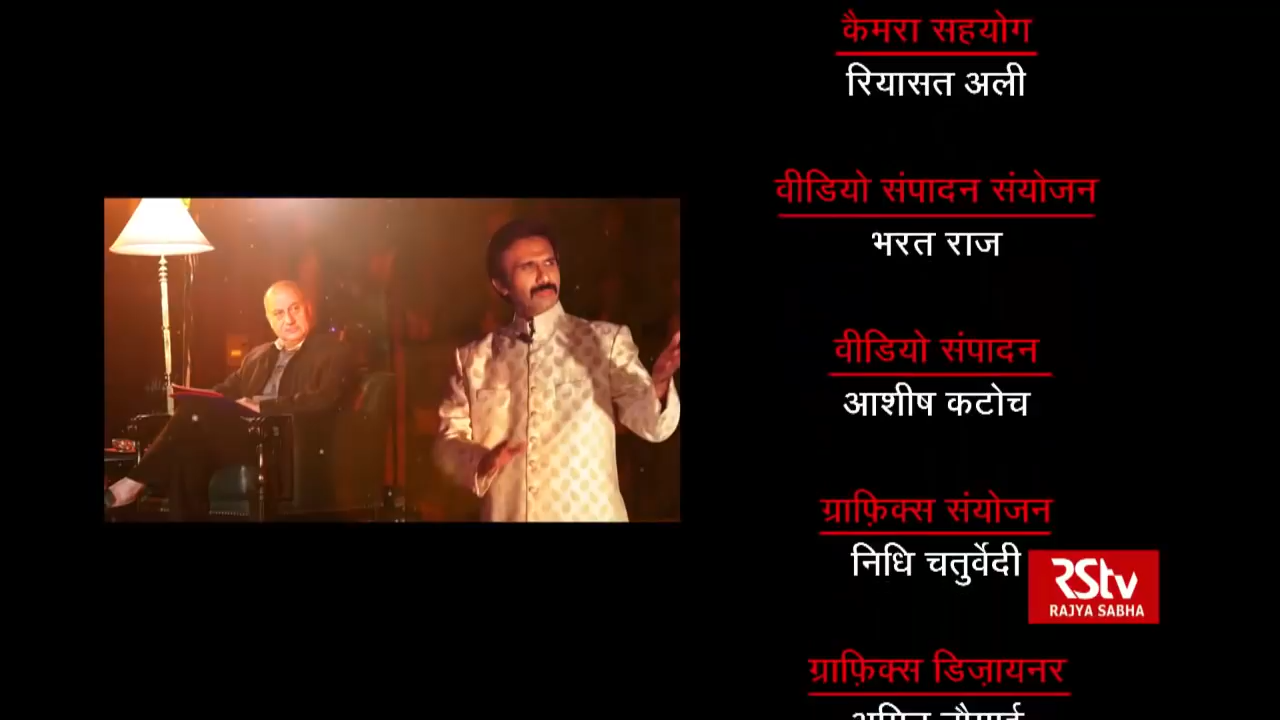 कैमरा सहयोग
रियासत अली
वीडियो संपादन संयोजन
भरत राज
वीडियो संपादन
आशीष कटोच
ग्राफ़िक्स संयोजन
निधि चतुर्वेदी
RStv
RAJYA SABHA
ग्राफ़िक्स डिज़ायनर